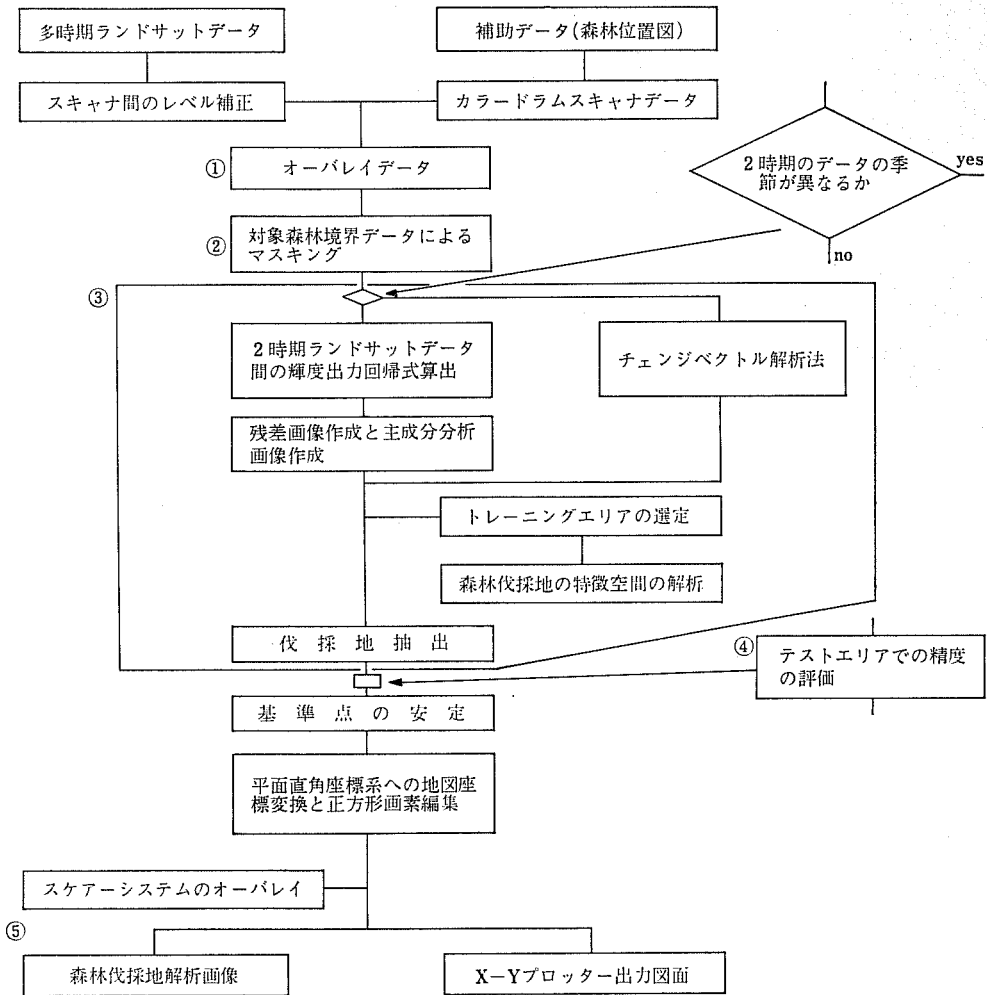 多時期ランドサットデータ
補助データ(森林位置図)
スキャナ間のレベル補正
カラードラムスキャナデータ
① オーバレイデータ
2時期のデータの季
節が異なるか
yes
no
② 対象森林境界データによる
マスキング
③
2時期ランドサットデータ
間の輝度出力回帰式算出
チェンジベクトル解析法
残差画像作成と主成分分析
画像作成
トレーニングエリアの選定
森林伐採地の特徴空間の解析
伐採地抽出
④ テストエリアでの精度
の評価
基準点の安定
平面直角座標系への地図座
標変換と正方形画素編集
スケアーシステムのオーバレイ
⑤
森林伐採地解析画像
X-Yプロッター出力図面